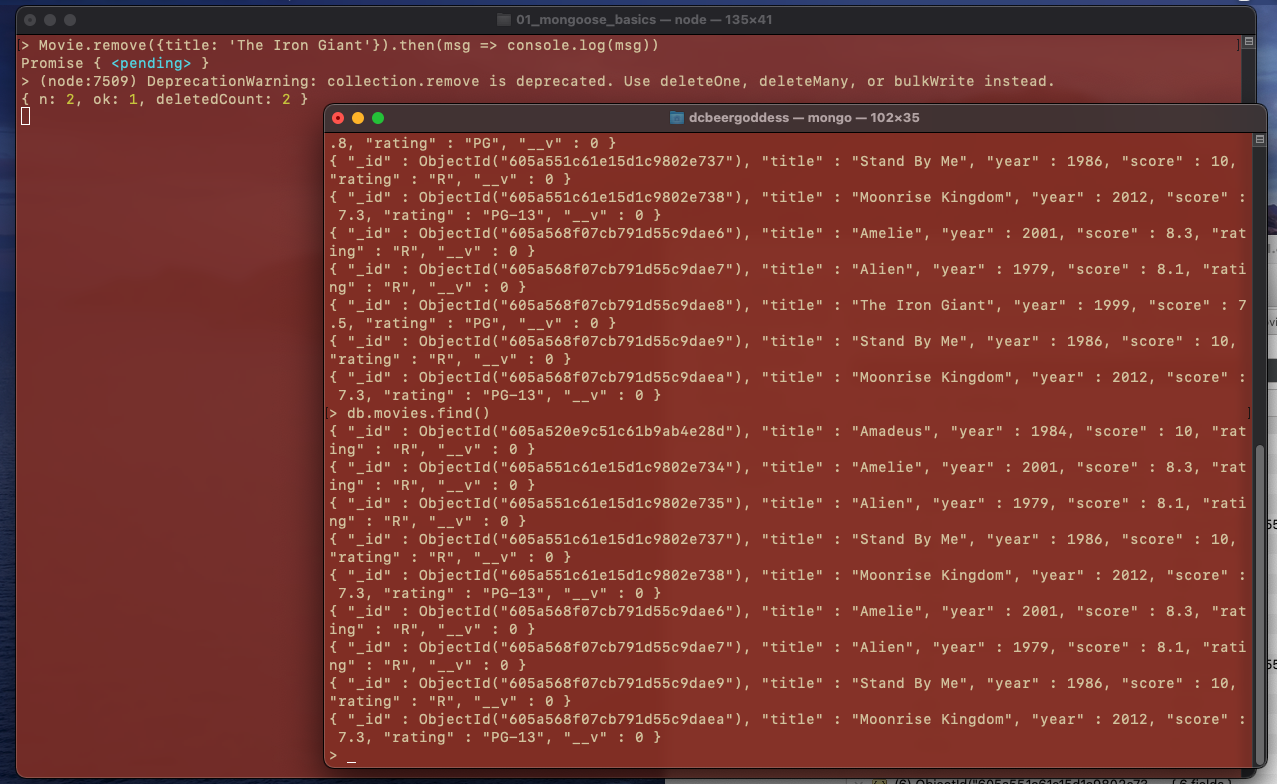 01_mongoose_basics — node — 135×41
[> Movie.remove({title: 'The Iron Giant'}).then(msg => console.log(msg))
Promise { <pending> }
> (node:7509) DeprecationWarning: collection.remove is deprecated. Use deleteOne, deleteMany, or bulkWrite instead.
{ n: 2, ok: 1, deletedCount: 2 }
dcbeergoddess — mongo — 102×35
.8, "rating" : "PG", "__v" : 0 }
{ "_id" : ObjectId("605a551c61e15d1c9802e737"), "title" : "Stand By Me", "year" : 1986, "score" : 10,
"rating" : "R", "__v" : 0 }
{ "_id" : ObjectId("605a551c61e15d1c9802e738"), "title" : "Moonrise Kingdom", "year" : 2012, "score" :
7.3, "rating" : "PG-13", "__v" : 0 }
{ "_id" : ObjectId("605a568f07cb791d55c9dae6"), "title" : "Amelie", "year" : 2001, "score" : 8.3, "rat
ing" : "R", "__v" : 0 }
{ "_id" : ObjectId("605a568f07cb791d55c9dae7"), "title" : "Alien", "year" : 1979, "score" : 8.1, "rati
ng" : "R", "__v" : 0 }
{ "_id" : ObjectId("605a568f07cb791d55c9dae8"), "title" : "The Iron Giant", "year" : 1999, "score" : 7
.5, "rating" : "PG", "__v" : 0 }
{ "_id" : ObjectId("605a568f07cb791d55c9dae9"), "title" : "Stand By Me", "year" : 1986, "score" : 10,
"rating" : "R", "__v" : 0 }
{ "_id" : ObjectId("605a568f07cb791d55c9daea"), "title" : "Moonrise Kingdom", "year" : 2012, "score" :
7.3, "rating" : "PG-13", "__v" : 0 }
[> db.movies.find() ]
{ "_id" : ObjectId("605a520e9c51c61b9ab4e28d"), "title" : "Amadeus", "year" : 1984, "score" : 10, "rat
ing" : "R", "__v" : 0 }
{ "_id" : ObjectId("605a551c61e15d1c9802e734"), "title" : "Amelie", "year" : 2001, "score" : 8.3, "rat
ing" : "R", "__v" : 0 }
{ "_id" : ObjectId("605a551c61e15d1c9802e735"), "title" : "Alien", "year" : 1979, "score" : 8.1, "rati
ng" : "R", "__v" : 0 }
{ "_id" : ObjectId("605a551c61e15d1c9802e737"), "title" : "Stand By Me", "year" : 1986, "score" : 10,
"rating" : "R", "__v" : 0 }
{ "_id" : ObjectId("605a551c61e15d1c9802e738"), "title" : "Moonrise Kingdom", "year" : 2012, "score" :
7.3, "rating" : "PG-13", "__v" : 0 }
{ "_id" : ObjectId("605a568f07cb791d55c9dae6"), "title" : "Amelie", "year" : 2001, "score" : 8.3, "rat
ing" : "R", "__v" : 0 }
{ "_id" : ObjectId("605a568f07cb791d55c9dae7"), "title" : "Alien", "year" : 1979, "score" : 8.1, "rati
ng" : "R", "__v" : 0 }
{ "_id" : ObjectId("605a568f07cb791d55c9dae9"), "title" : "Stand By Me", "year" : 1986, "score" : 10,
"rating" : "R", "__v" : 0 }
{ "_id" : ObjectId("605a568f07cb791d55c9daea"), "title" : "Moonrise Kingdom", "year" : 2012, "score" :
7.3, "rating" : "PG-13", "__v" : 0 }
> _